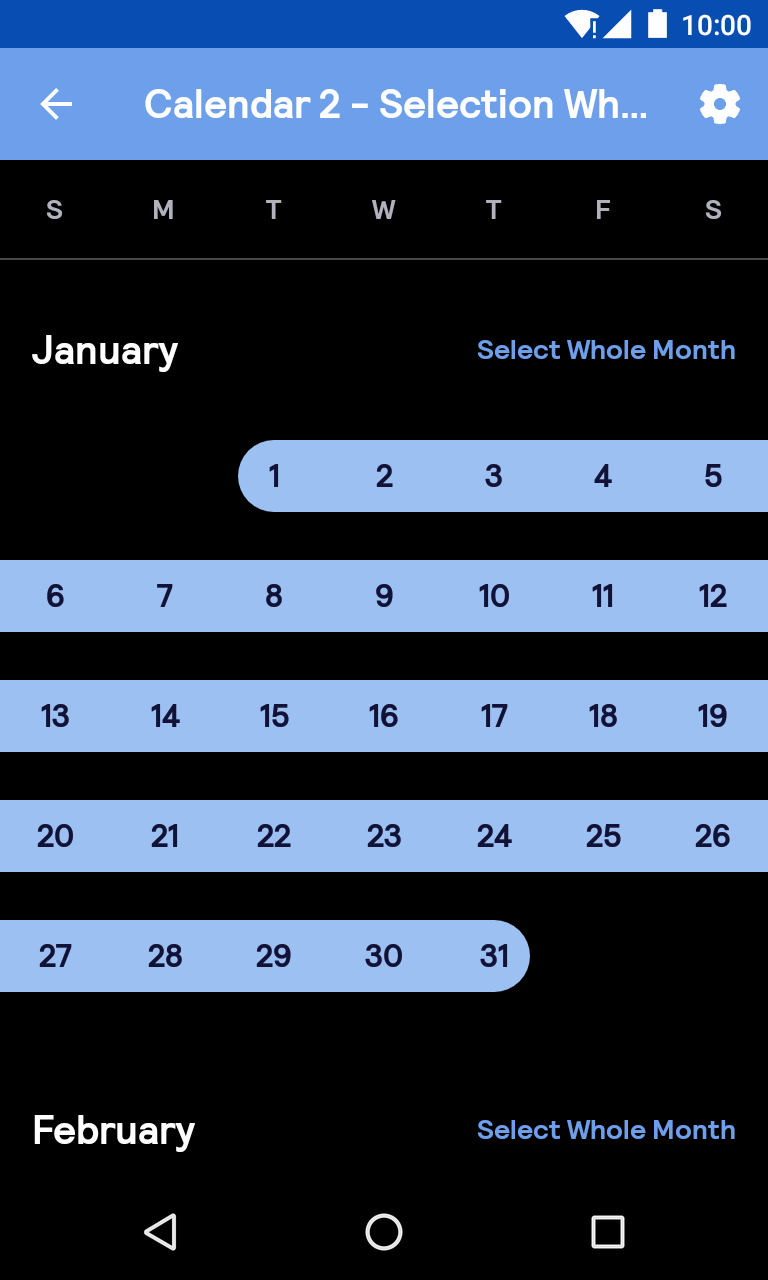 10:00
Calendar 2 - Selection Wh...
S M T W T F S
January Select Whole Month
1 2 3 4 5
6 7 8 9 10 11 12
13 14 15 16 17 18 19
20 21 22 23 24 25 26
27 28 29 30 31
February Select Whole Month